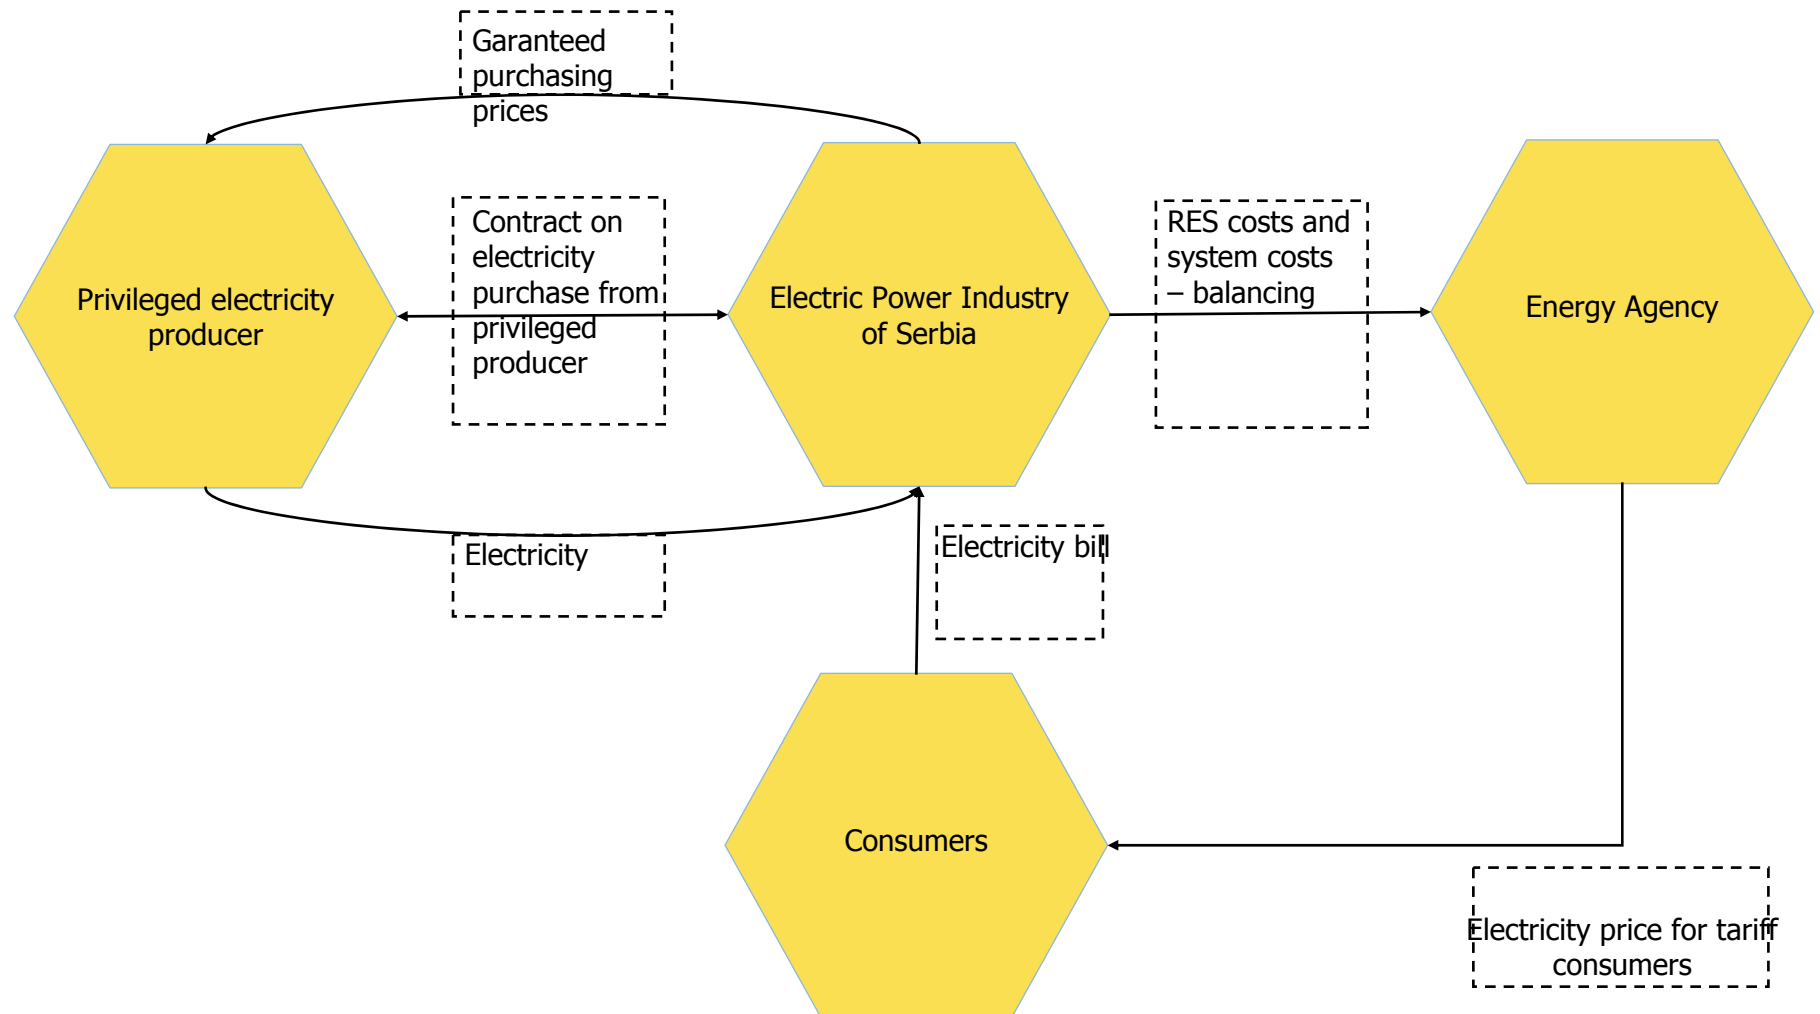 Garanteed
purchasing
prices
Privileged electricity
producer
Contract on
electricity
purchase from
privileged
producer
Electric Power Industry
of Serbia
RES costs and
system costs
– balancing
Energy Agency
Electricity
Electricity bill
Consumers
Electricity price for tariff
consumers